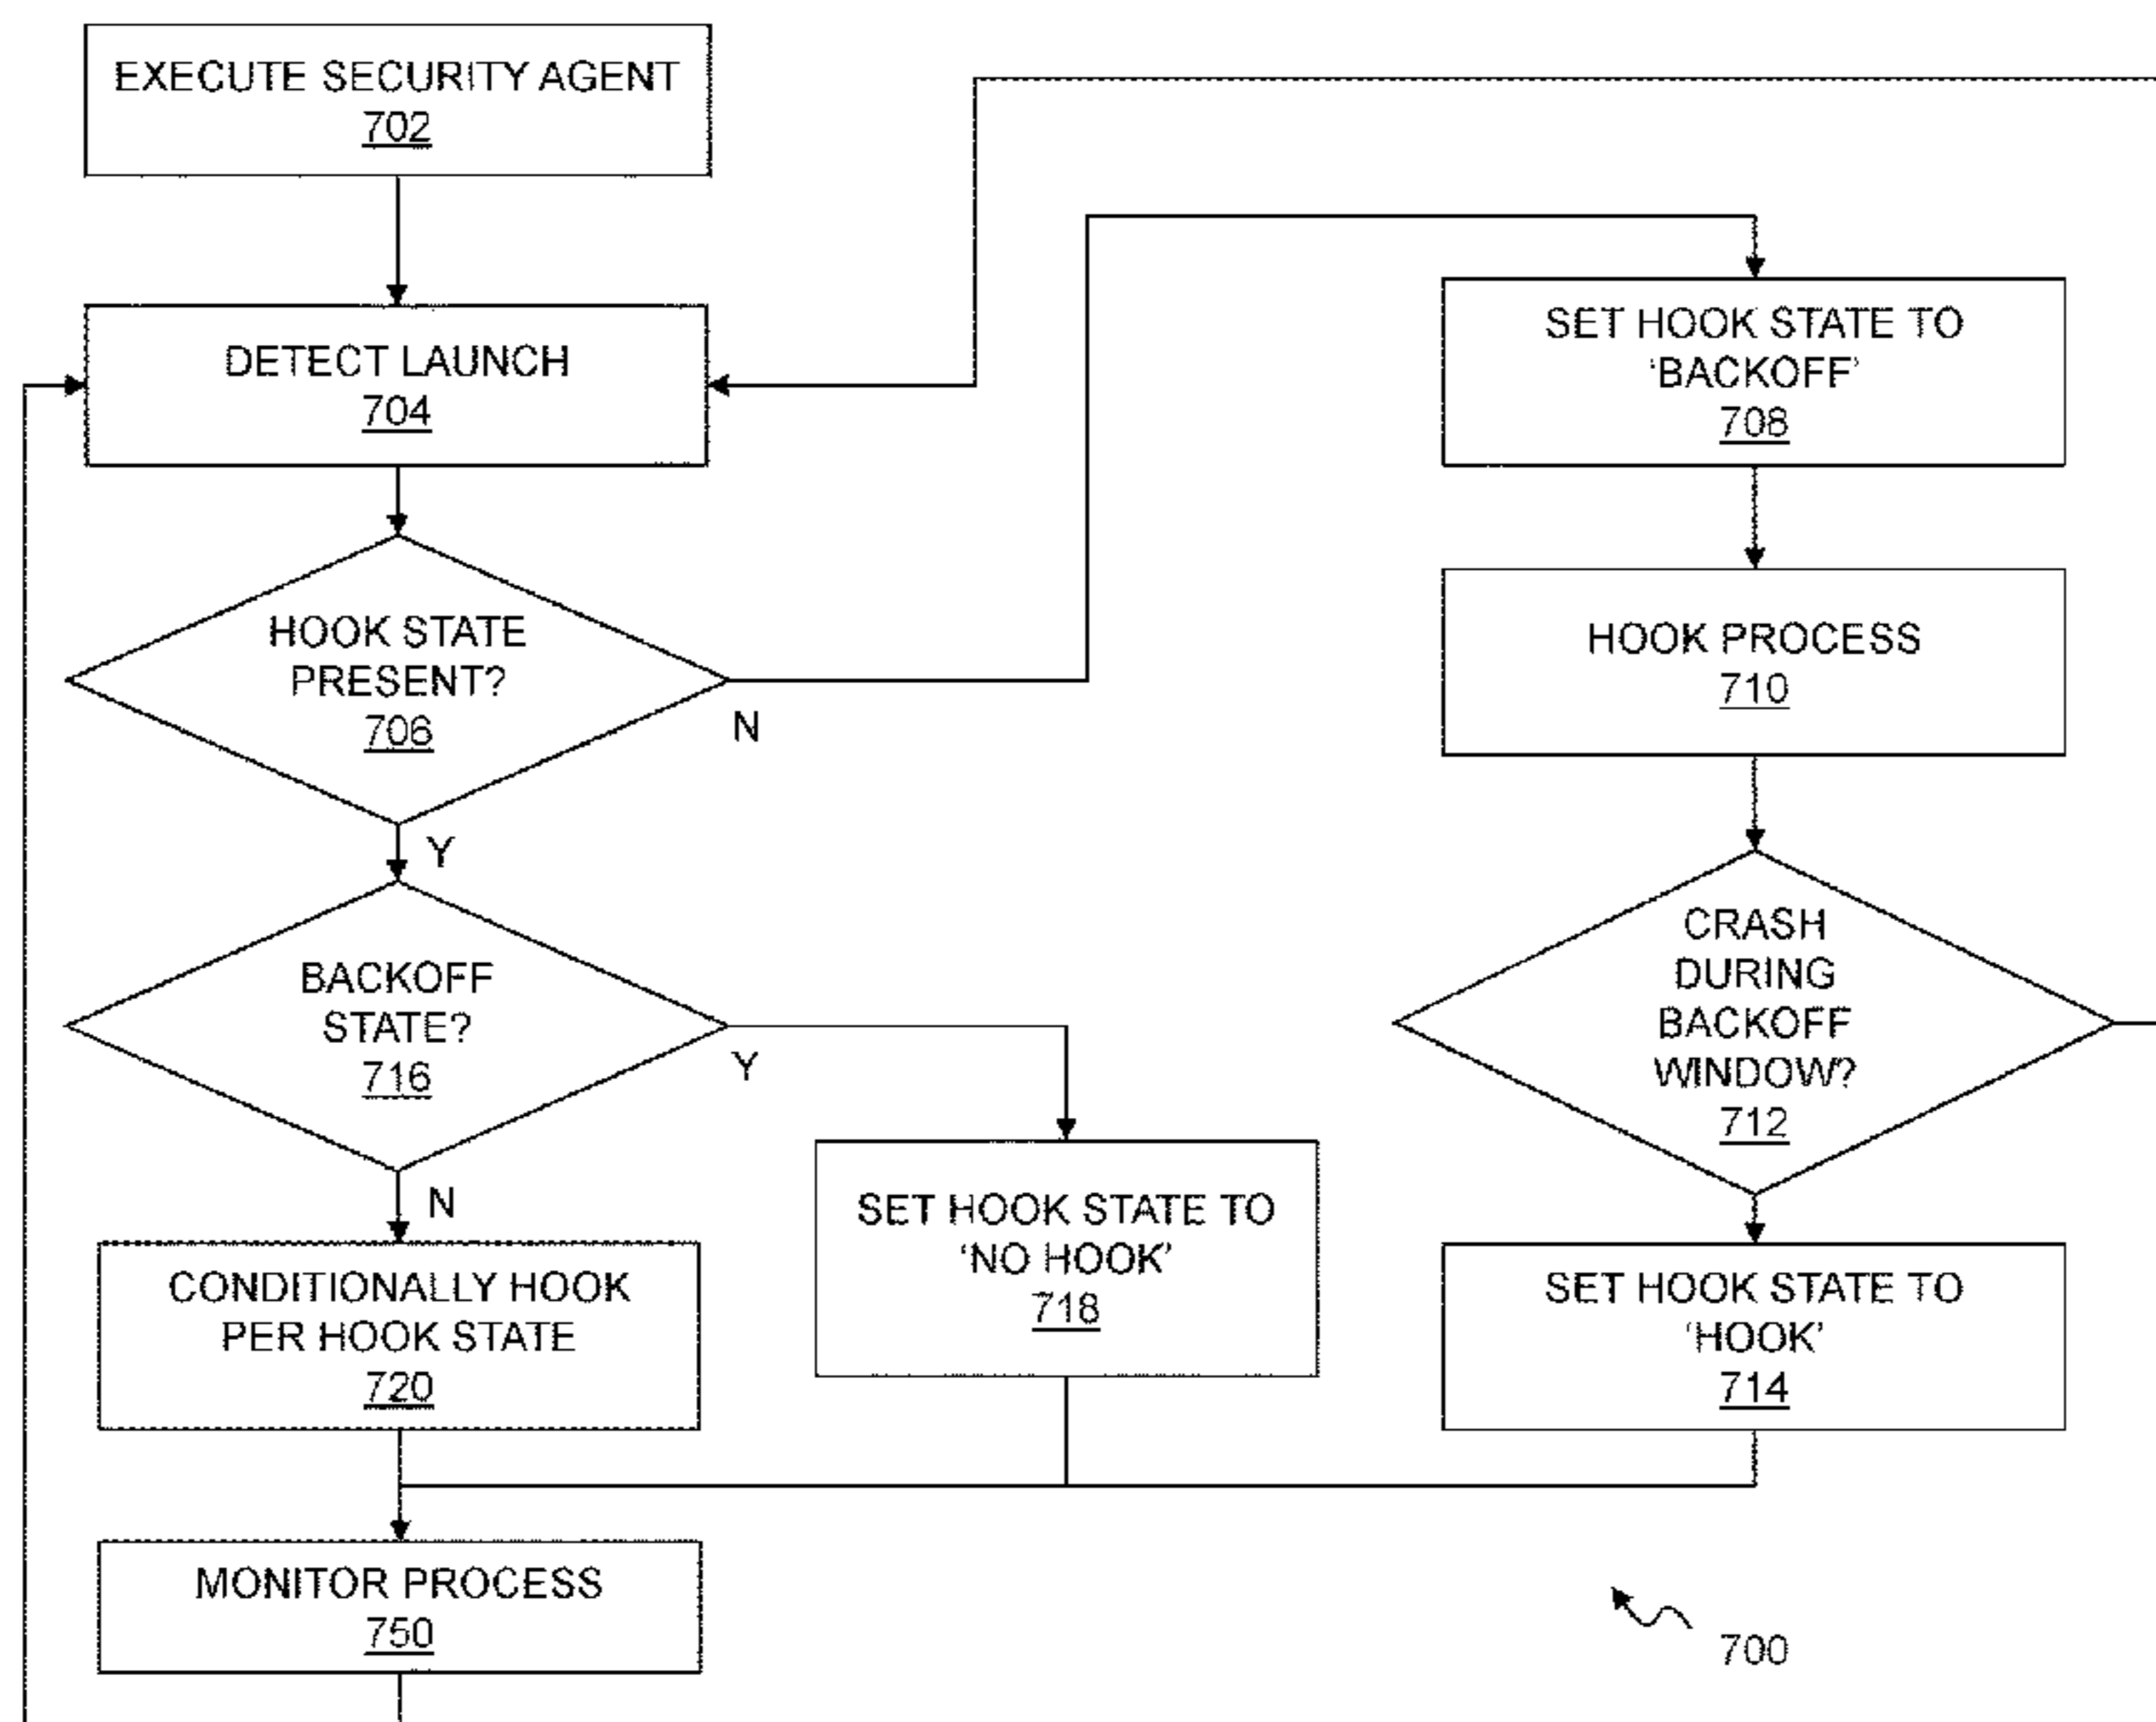 EXECUTE SECURITY AGENT
702
DETECT LAUNCH
704
HOOK STATE
PRESENT?
706
N
Y
BACKOFF
STATE?
716
Y
N
CONDITIONALLY HOOK
PER HOOK STATE
720
SET HOOK STATE TO
'NO HOOK'
718
MONITOR PROCESS
750
SET HOOK STATE TO
'BACKOFF'
708
HOOK PROCESS
710
CRASH
DURING
BACKOFF
WINDOW?
712
SET HOOK STATE TO
'HOOK'
714
700